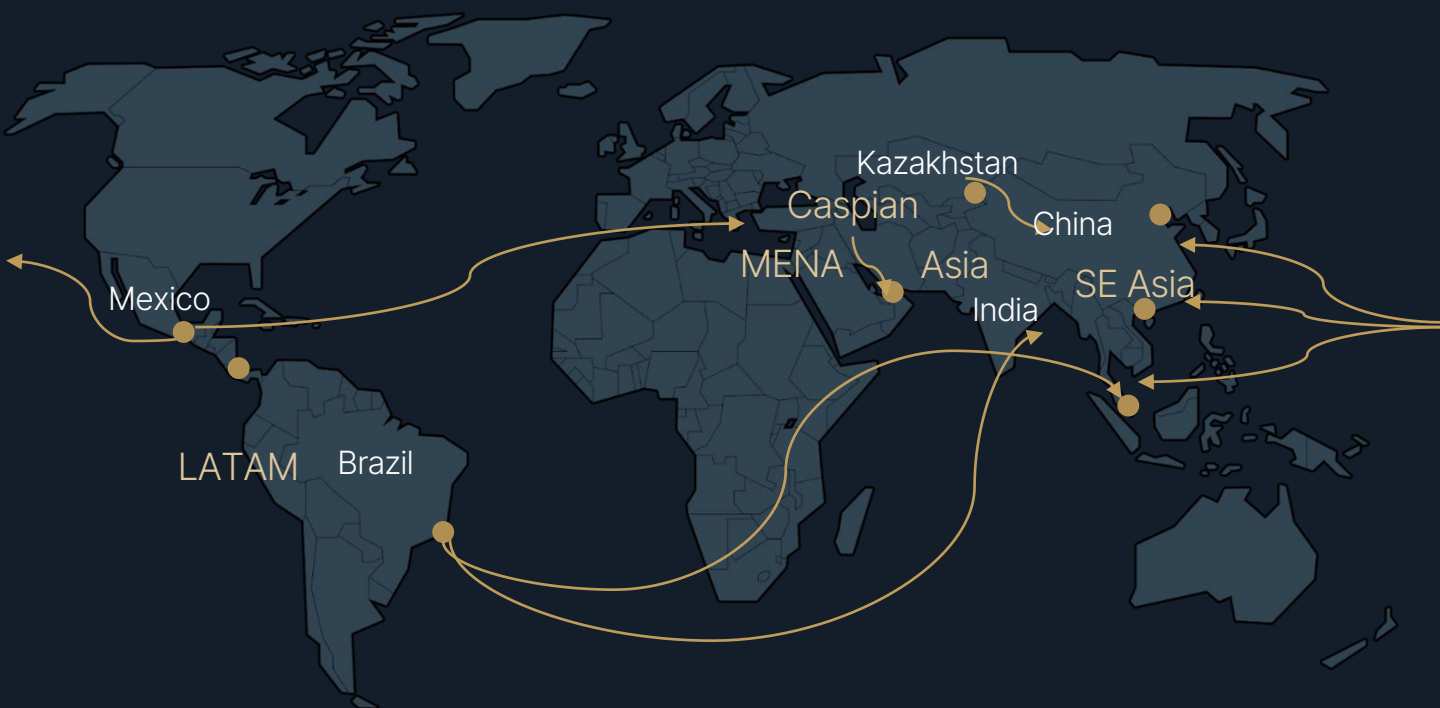 Kazakhstan
Caspian
China
MENA
Asia
SE Asia
Mexico
India
LATAM
Brazil